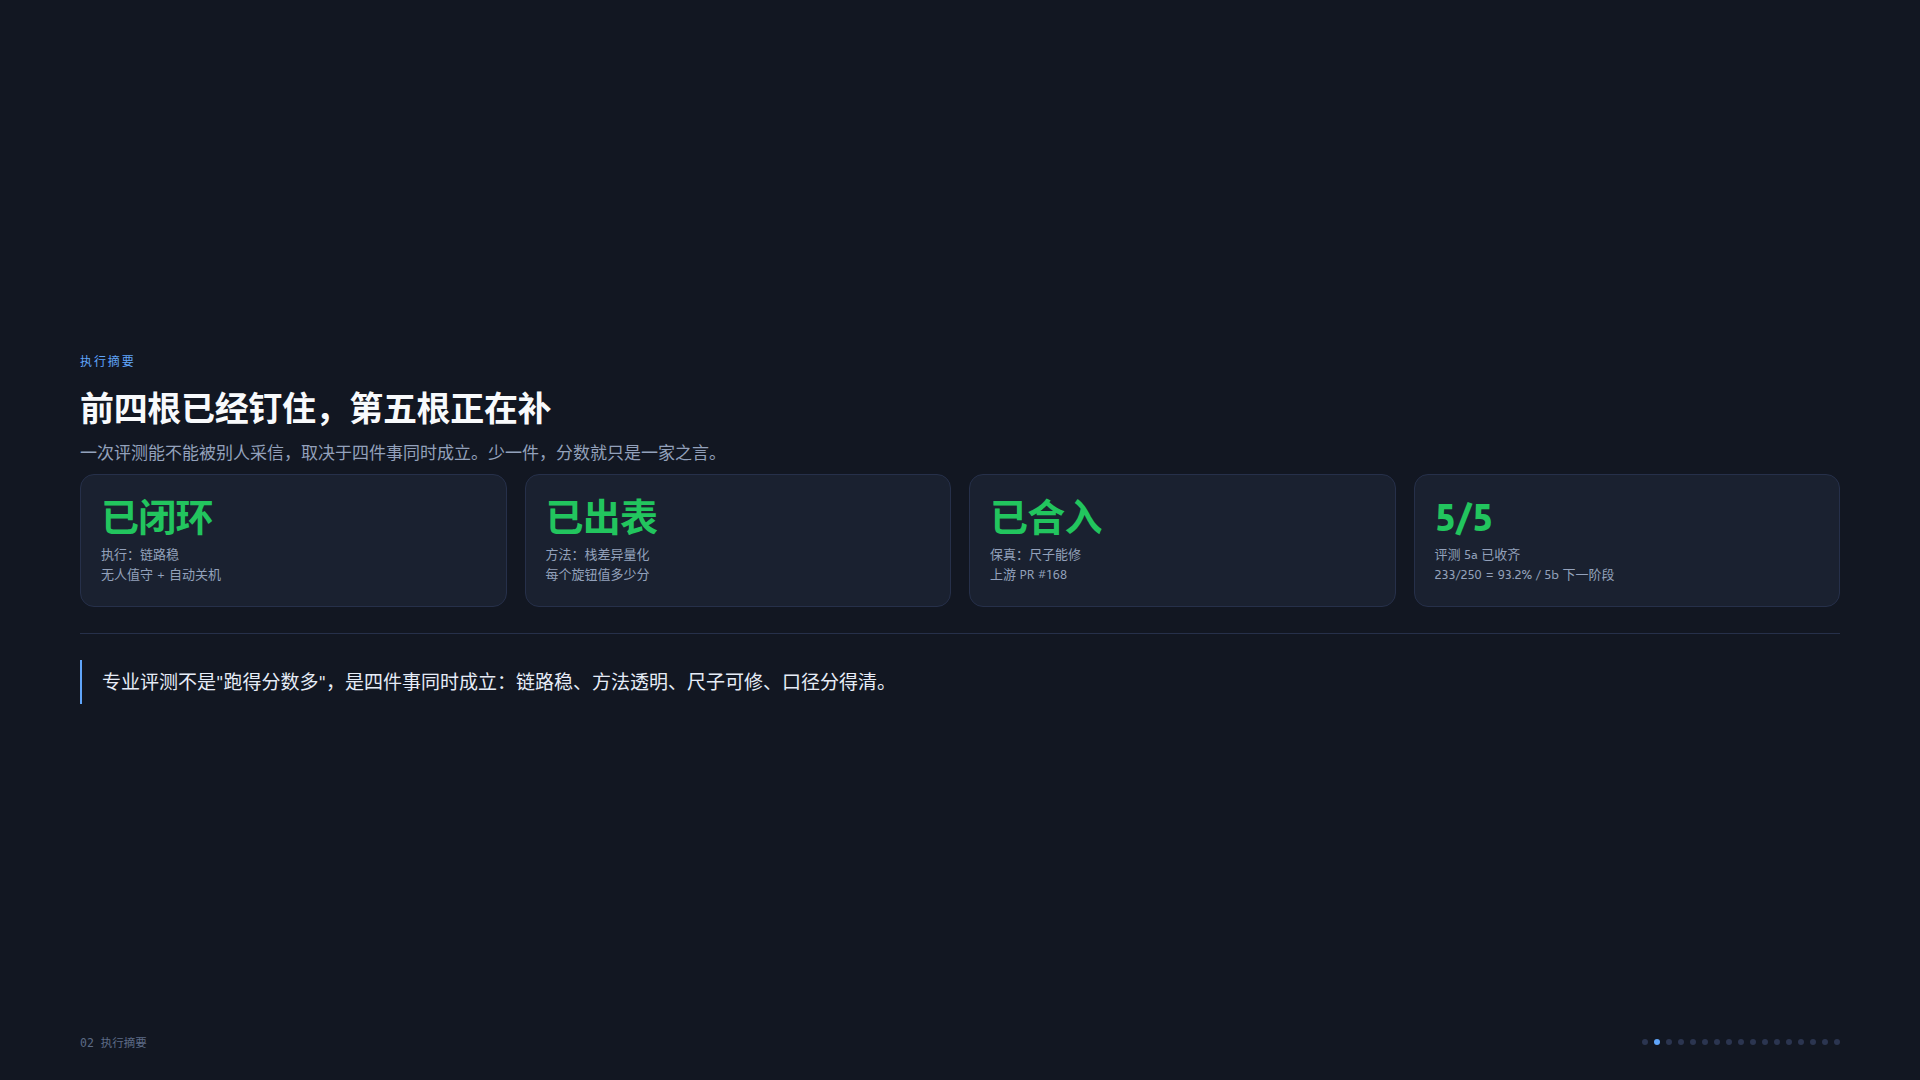 执行摘要
前四根已经钉住，第五根正在补
一次评测能不能被别人采信，取决于四件事同时成立。少一件，分数就只是一家之言。
已闭环
执行：链路稳
无人值守 + 自动关机
已出表
方法：栈差异量化
每个旋钮值多少分
已合入
保真：尺子能修
上游 PR #168
5/5
评测 5a 已收齐
233/250 = 93.2% / 5b 下一阶段
专业评测不是"跑得分数多"，是四件事同时成立：链路稳、方法透明、尺子可修、口径分得清。
02 执行摘要